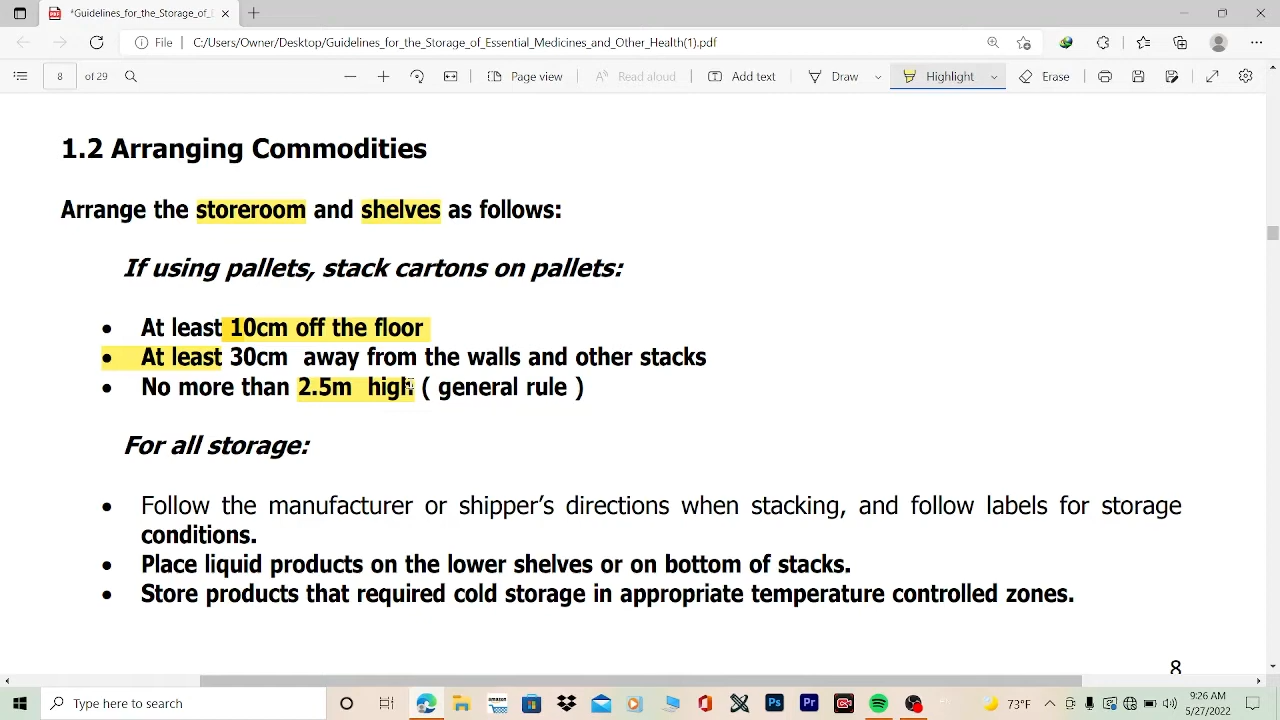 *Guidelines_for_the_Storage_of_
File C:/Users/Owner/Desktop/Guidelines_for_the_Storage_of_Essential_Medicines_and_Other_Health(1).pdf
8 of 29 Page view Read aloud Add text Draw Highlight Erase
1.2 Arranging Commodities
Arrange the storeroom and shelves as follows:
If using pallets, stack cartons on pallets:
• At least 10cm off the floor
• At least 30cm away from the walls and other stacks
• No more than 2.5m high ( general rule )
For all storage:
• Follow the manufacturer or shipper’s directions when stacking, and follow labels for storage
conditions.
• Place liquid products on the lower shelves or on bottom of stacks.
• Store products that required cold storage in appropriate temperature controlled zones.
8
Type here to search
amazon
Ps
Pr
73°F
5/27/2022